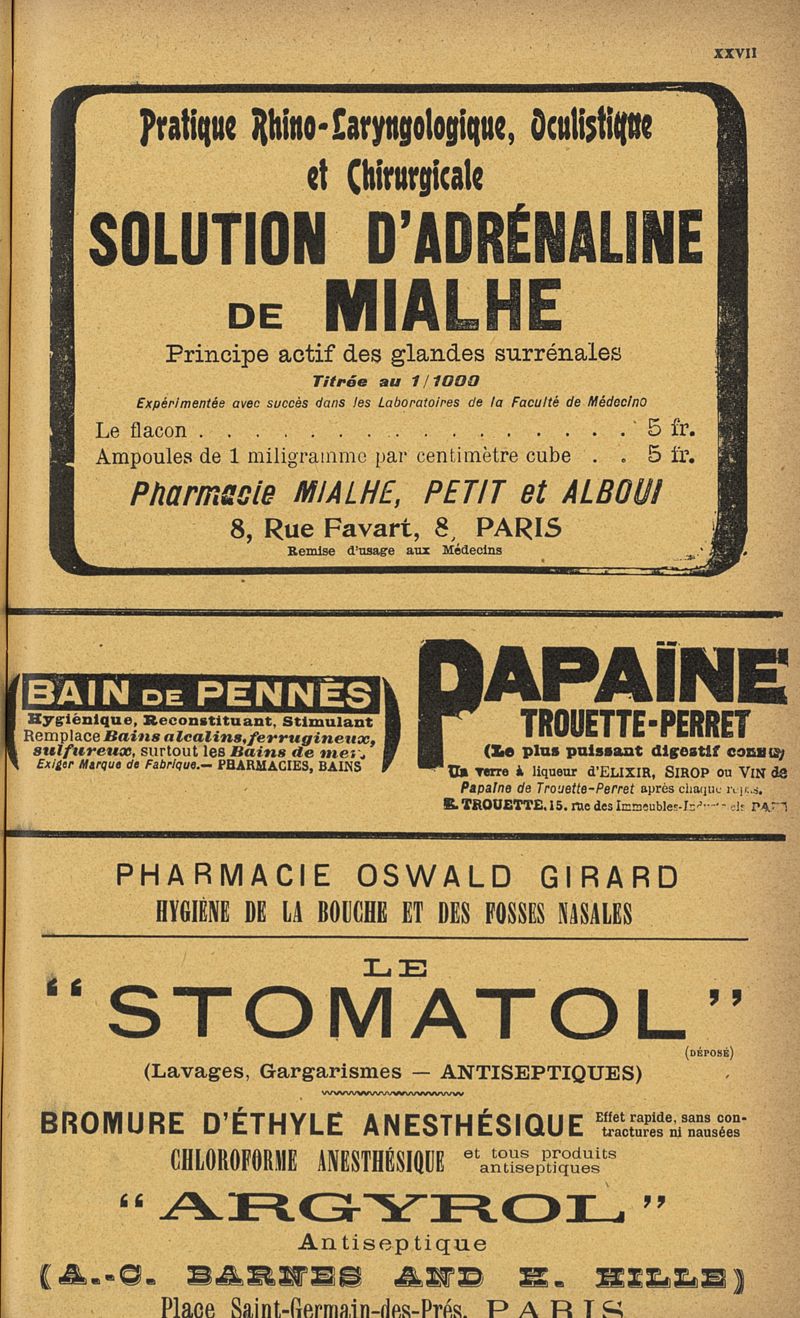 XXVII
Pratique Rhino-Laryngologique, Oculistique
et Chirurgicale
SOLUTION D'ADRÉNALINE
DE MIALHE
Principe actif des glandes surrénales
Titrée au 1/1000
Expérimentée avec succès dans les Laboratoires de la Faculté de Médecine
Le flacon . . . . . . . . . . . . . . . . 5 fr.
Ampoules de 1 miligramme par centimètre cube . . 5 fr.
Pharmacie MIALHE, PETIT et ALBOUI
8, Rue Favart, 8, PARIS
Remise d'usage aux Médecins
BAIN DE PENNÈS
Hygiénique, Reconstituant, Stimulant
Remplace Bains alcalins, ferrugineux,
sulfureux, surtout les Bains de mer.
Exiger Marque de Fabrique. — PHARMACIES, BAINS
PAPAÏNE
TROUETTE-PERRET
(Le plus puissant digestif connu)
Un verre à liqueur d'ELIXIR, SIROP ou VIN de
Papaïne de Trouette-Perret après chaque repas.
E. TROUETTE, 15, rue des Immeubles-Industriels PARIS
PHARMACIE OSWALD GIRARD
HYGIÈNE DE LA BOUCHE ET DES FOSSES NASALES
LE
"STOMATOL"
(DÉPOSÉ)
(Lavages, Gargarismes — ANTISEPTIQUES)
BROMURE D'ÉTHYLE ANESTHÉSIQUE Effet rapide, sans con-
tractures ni nausées
CHLOROFORME ANESTHÉSIQUE et tous produits
antiseptiques
"ARGYROL"
Antiseptique
(A.-C. BARNES AND H. HILLE)
Place Saint-Germain-des-Prés, PARIS